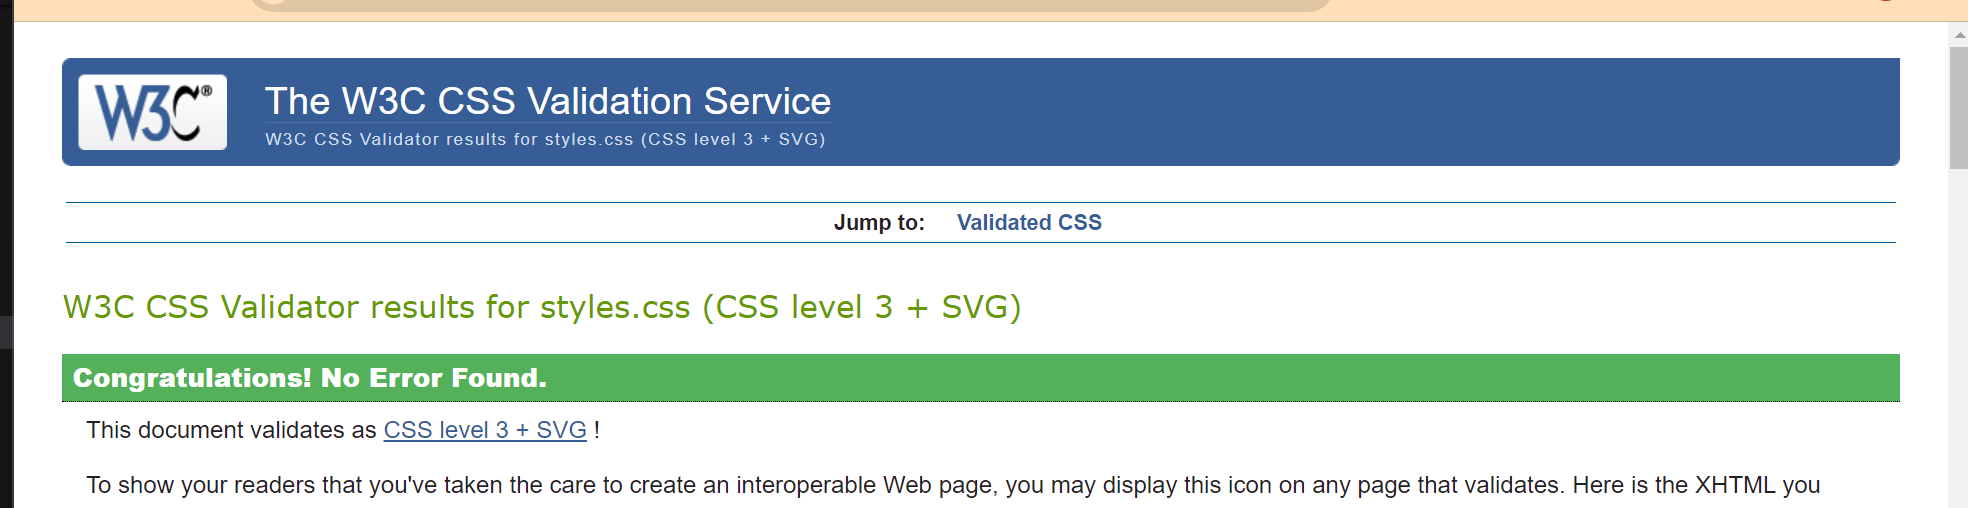 W3C®
The W3C CSS Validation Service
W3C CSS Validator results for styles.css (CSS level 3 + SVG)
Jump to: Validated CSS
W3C CSS Validator results for styles.css (CSS level 3 + SVG)
Congratulations! No Error Found.
This document validates as CSS level 3 + SVG !
To show your readers that you've taken the care to create an interoperable Web page, you may display this icon on any page that validates. Here is the XHTML you